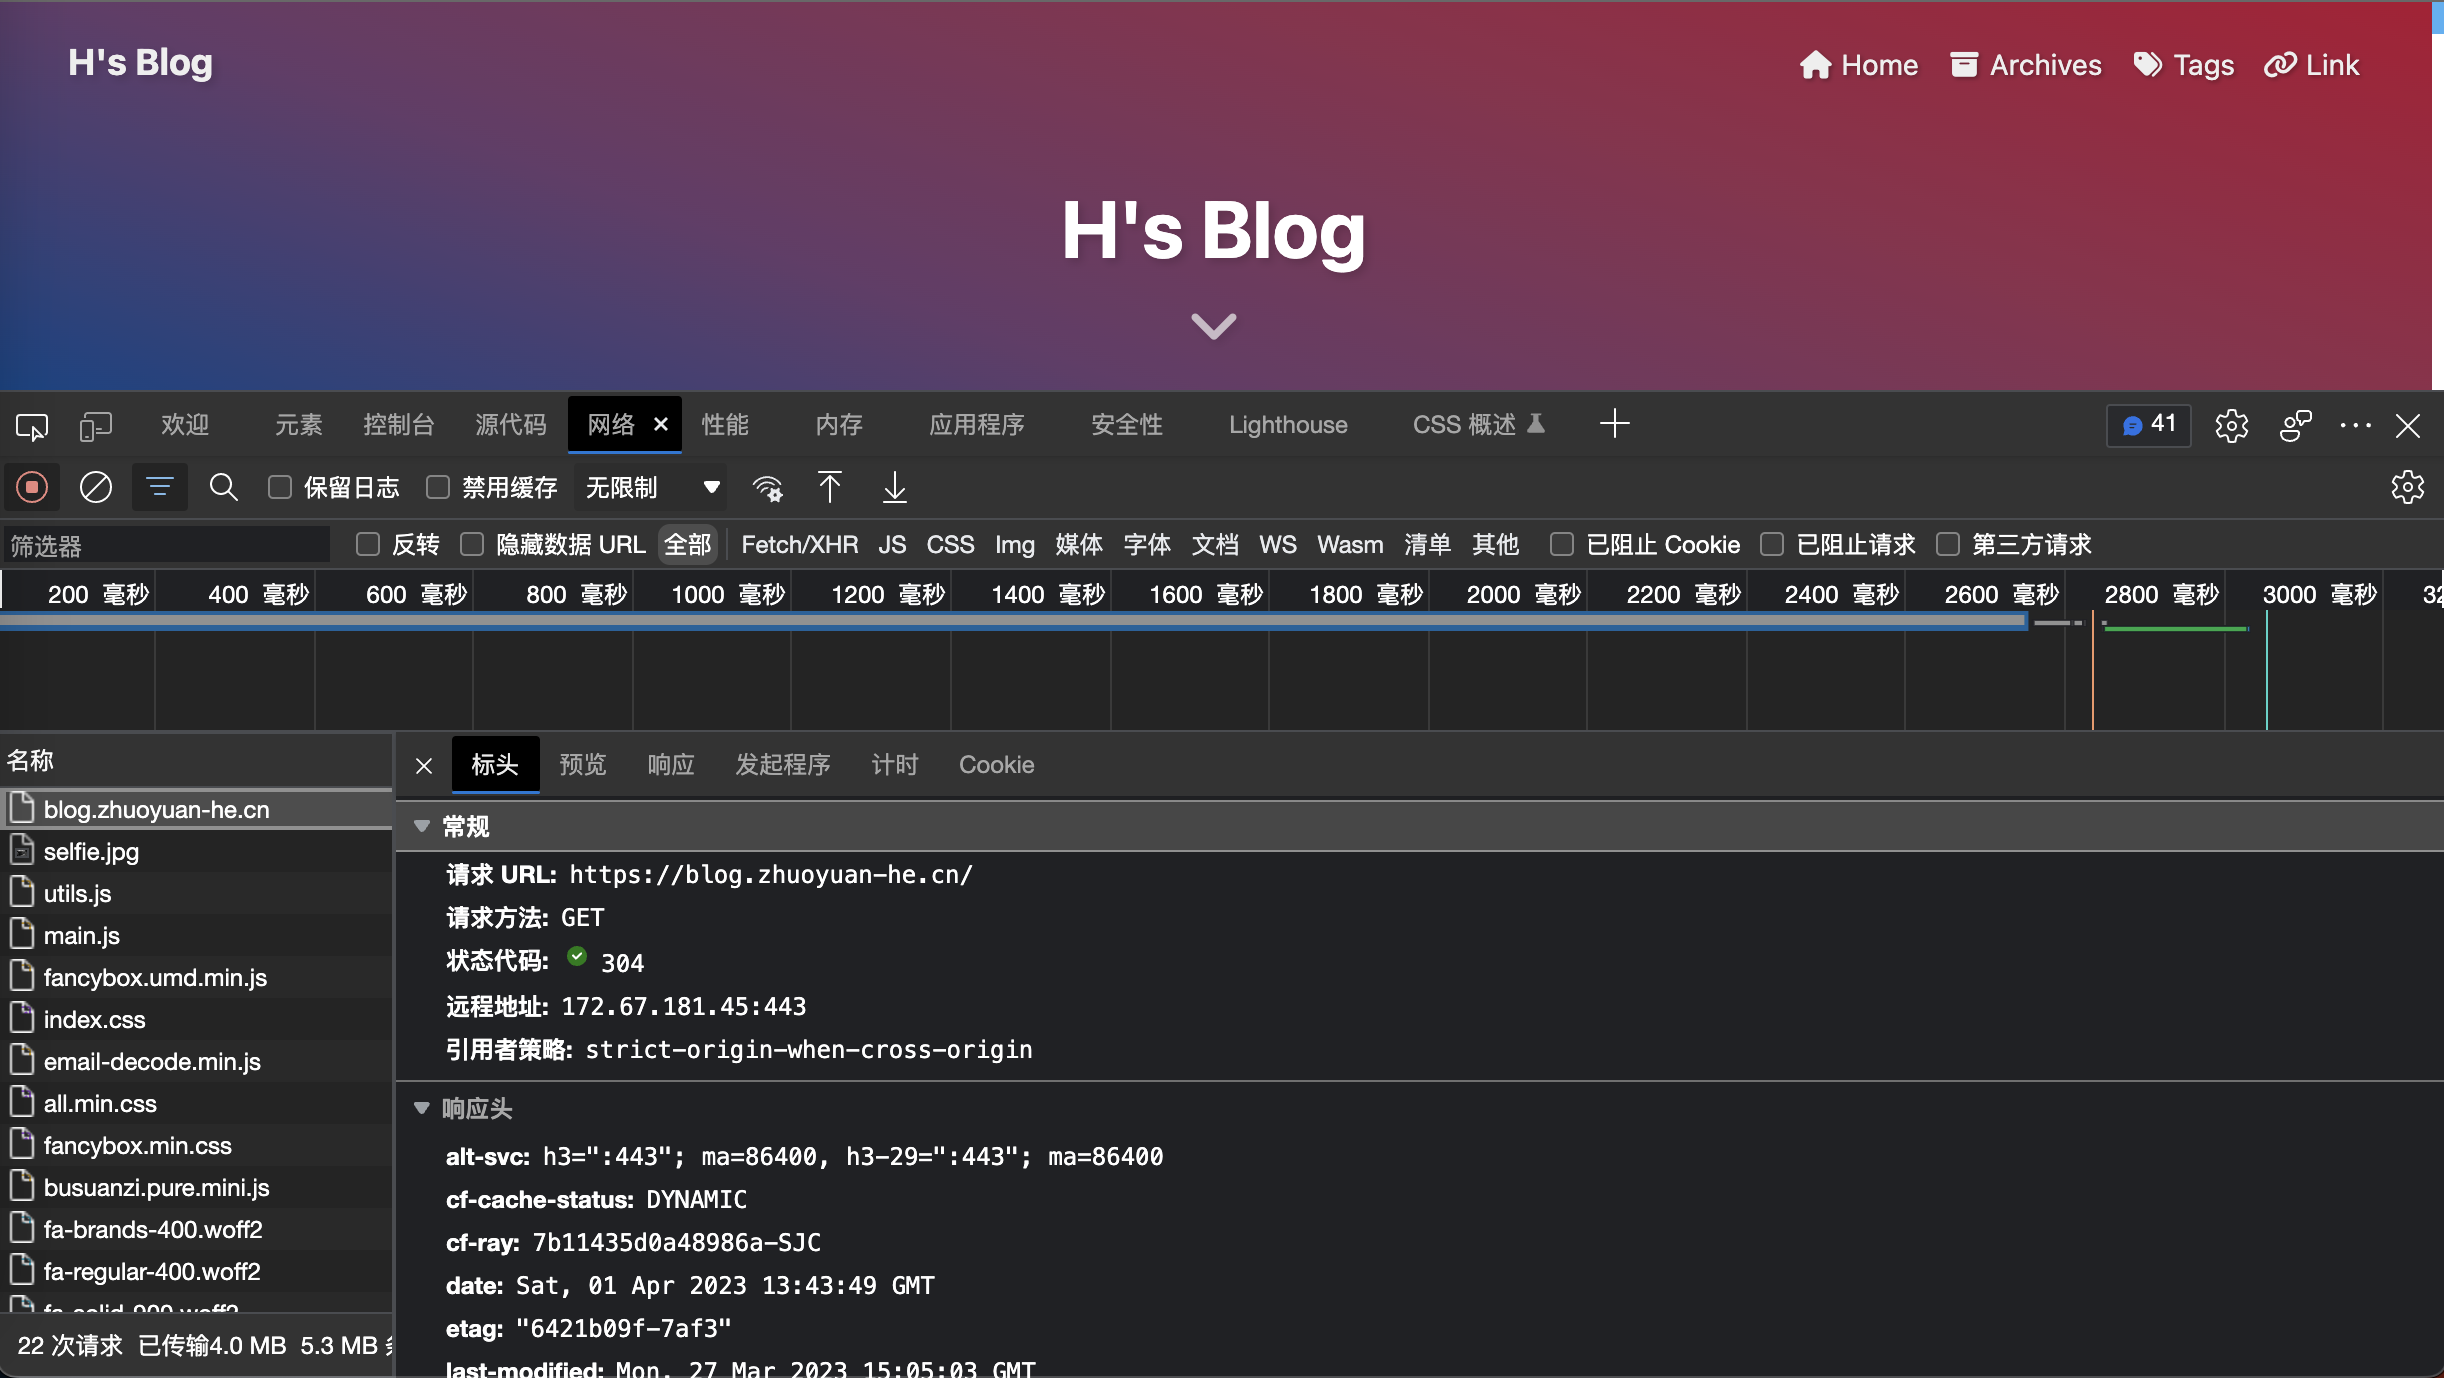 H's Blog
Home Archives Tags Link
H's Blog
欢迎 元素 控制台 源代码 网络 性能 内存 应用程序 安全性 Lighthouse CSS 概述 41
保留日志 禁用缓存 无限制
筛选器 反转 隐藏数据 URL 全部 Fetch/XHR JS CSS Img 媒体 字体 文档 WS Wasm 清单 其他 已阻止 Cookie 已阻止请求 第三方请求
200 毫秒 400 毫秒 600 毫秒 800 毫秒 1000 毫秒 1200 毫秒 1400 毫秒 1600 毫秒 1800 毫秒 2000 毫秒 2200 毫秒 2400 毫秒 2600 毫秒 2800 毫秒 3000 毫秒
名称
blog.zhuoyuan-he.cn
selfie.jpg
utils.js
main.js
fancybox.umd.min.js
index.css
email-decode.min.js
all.min.css
fancybox.min.css
busuanzi.pure.mini.js
fa-brands-400.woff2
fa-regular-400.woff2
fa-solid-900.woff2
22 次请求 已传输4.0 MB 5.3 MB
标头 预览 响应 发起程序 计时 Cookie
常规
请求 URL: https://blog.zhuoyuan-he.cn/
请求方法: GET
状态代码: 304
远程地址: 172.67.181.45:443
引用者策略: strict-origin-when-cross-origin
响应头
alt-svc: h3=":443"; ma=86400, h3-29=":443"; ma=86400
cf-cache-status: DYNAMIC
cf-ray: 7b11435d0a48986a-SJC
date: Sat, 01 Apr 2023 13:43:49 GMT
etag: "6421b09f-7af3"
last-modified: Mon, 27 Mar 2023 15:05:03 GMT